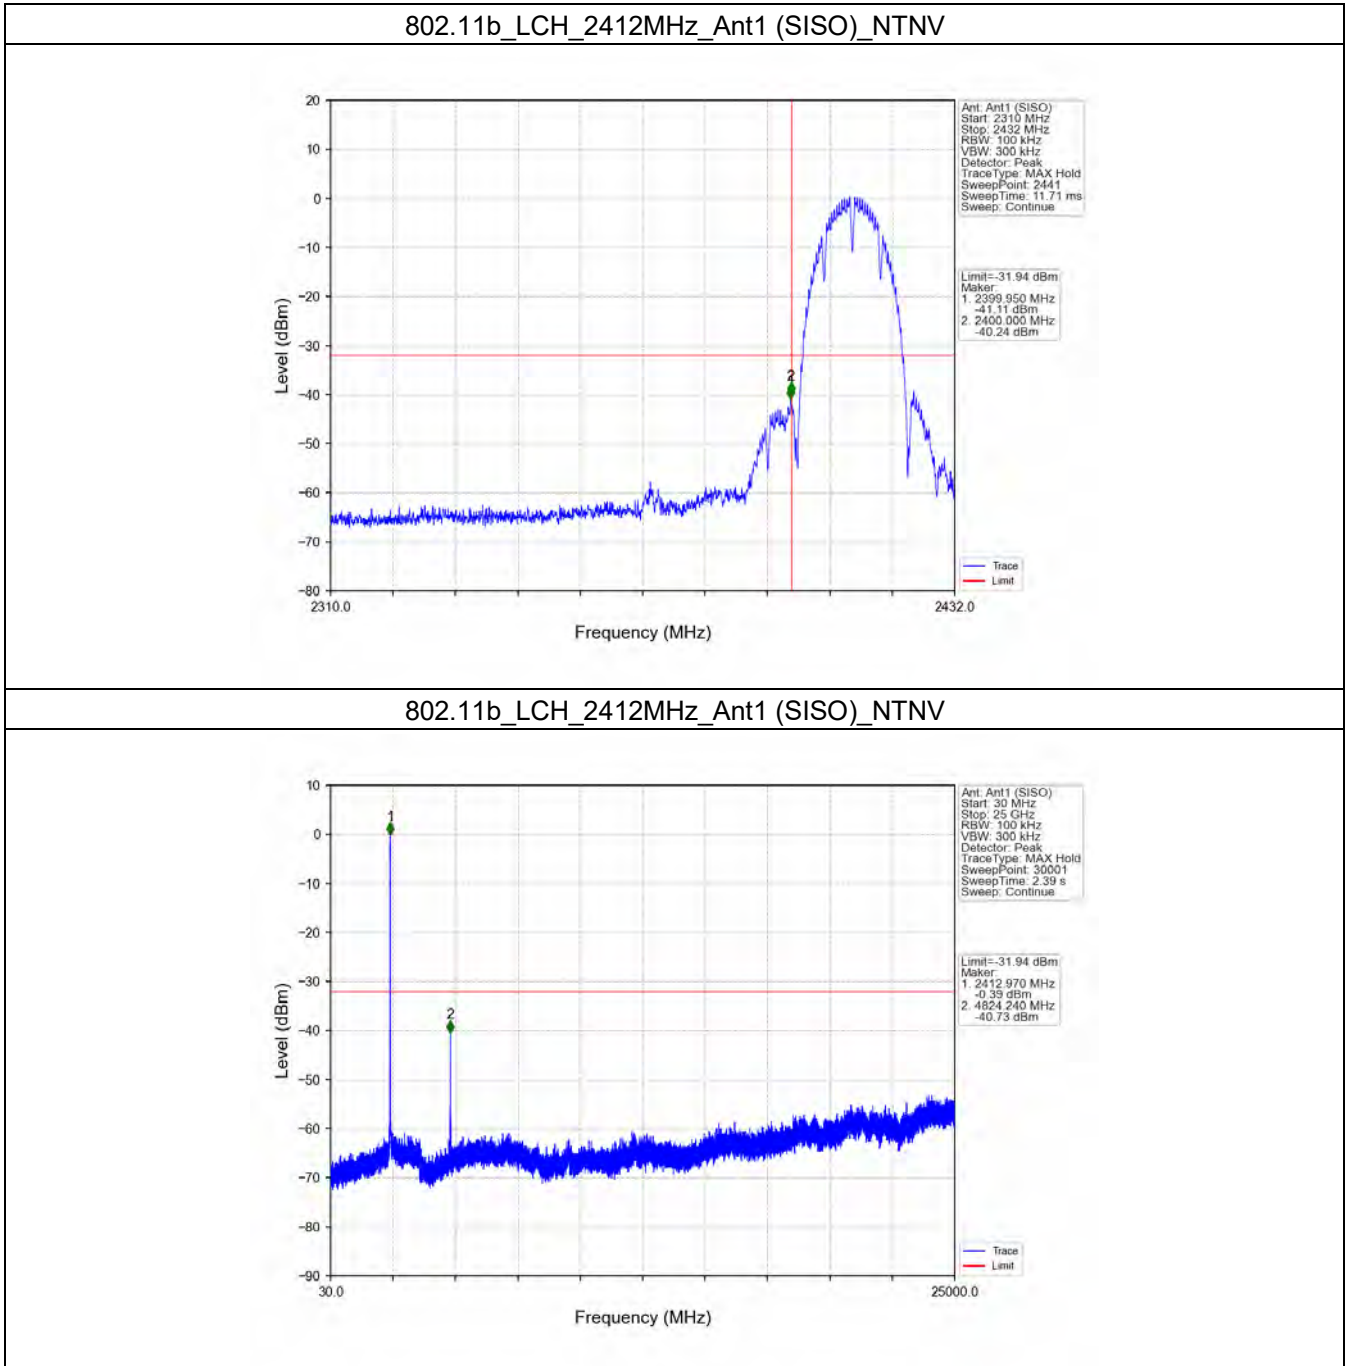 802.11b_LCH_2412MHz_Ant1 (SISO)_NTNV
20
10
0
−10
−20
−30
−40
−50
−60
−70
−80
Level (dBm)
2310.0
2432.0
Frequency (MHz)
2
Ant: Ant1 (SISO)
Start: 2310 MHz
Stop: 2432 MHz
RBW: 100 kHz
VBW: 300 kHz
Detector: Peak
TraceType: MAX Hold
SweepPoint: 2441
SweepTime: 11.71 ms
Sweep: Continue
Limit=-31.94 dBm
Maker:
1. 2399.950 MHz
-41.11 dBm
2. 2400.000 MHz
-40.24 dBm
Trace
Limit
802.11b_LCH_2412MHz_Ant1 (SISO)_NTNV
10
0
−10
−20
−30
−40
−50
−60
−70
−80
−90
Level (dBm)
30.0
25000.0
Frequency (MHz)
1
2
Ant: Ant1 (SISO)
Start: 30 MHz
Stop: 25 GHz
RBW: 100 kHz
VBW: 300 kHz
Detector: Peak
TraceType: MAX Hold
SweepPoint: 30001
SweepTime: 2.39 s
Sweep: Continue
Limit=-31.94 dBm
Maker:
1. 2412.970 MHz
-0.39 dBm
2. 4824.240 MHz
-40.73 dBm
Trace
Limit